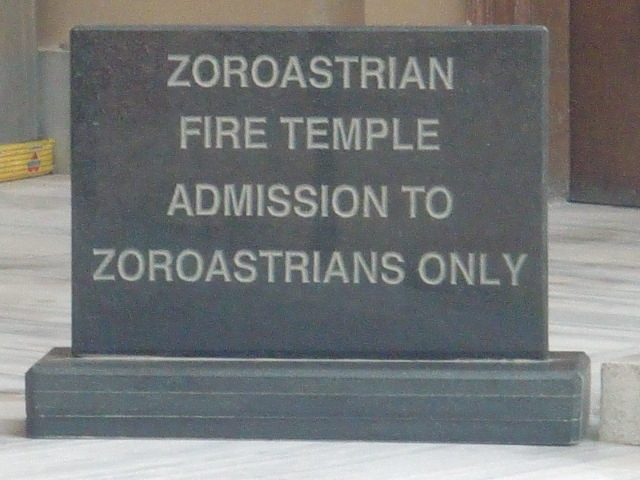 ZOROASTRIAN
FIRE TEMPLE
ADMISSION TO
ZOROASTRIANS ONLY